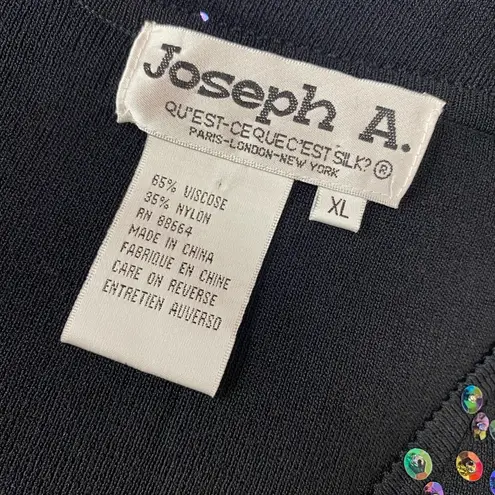 Joseph A.
QU'EST-CEQUEC'EST SILK? ®
PARIS-LONDON-NEW YORK
XL
65% VISCOSE
35% NYLON
RN 88664
MADE IN CHINA
FABRIQUE EN CHINE
CARE ON REVERSE
ENTRETIEN AUVERSO